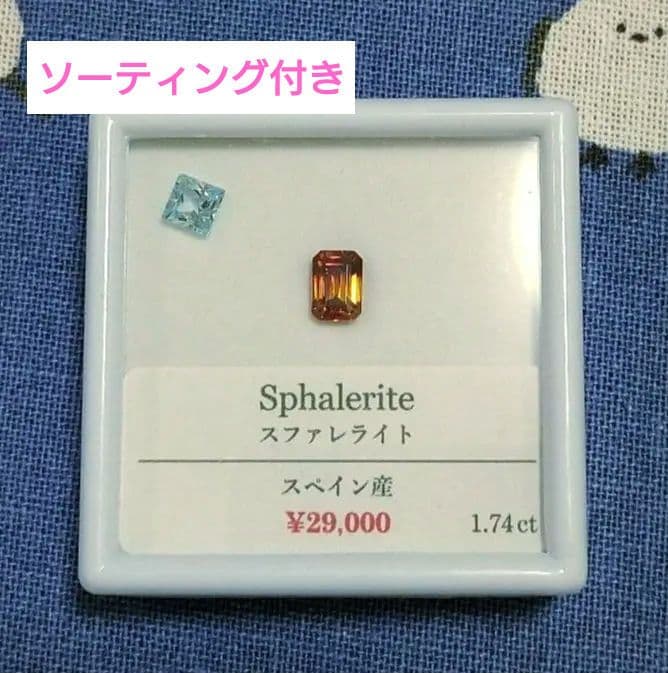 ソーティング付き
Sphalerite
スファレライト
スペイン産
¥29,000
1.74ct